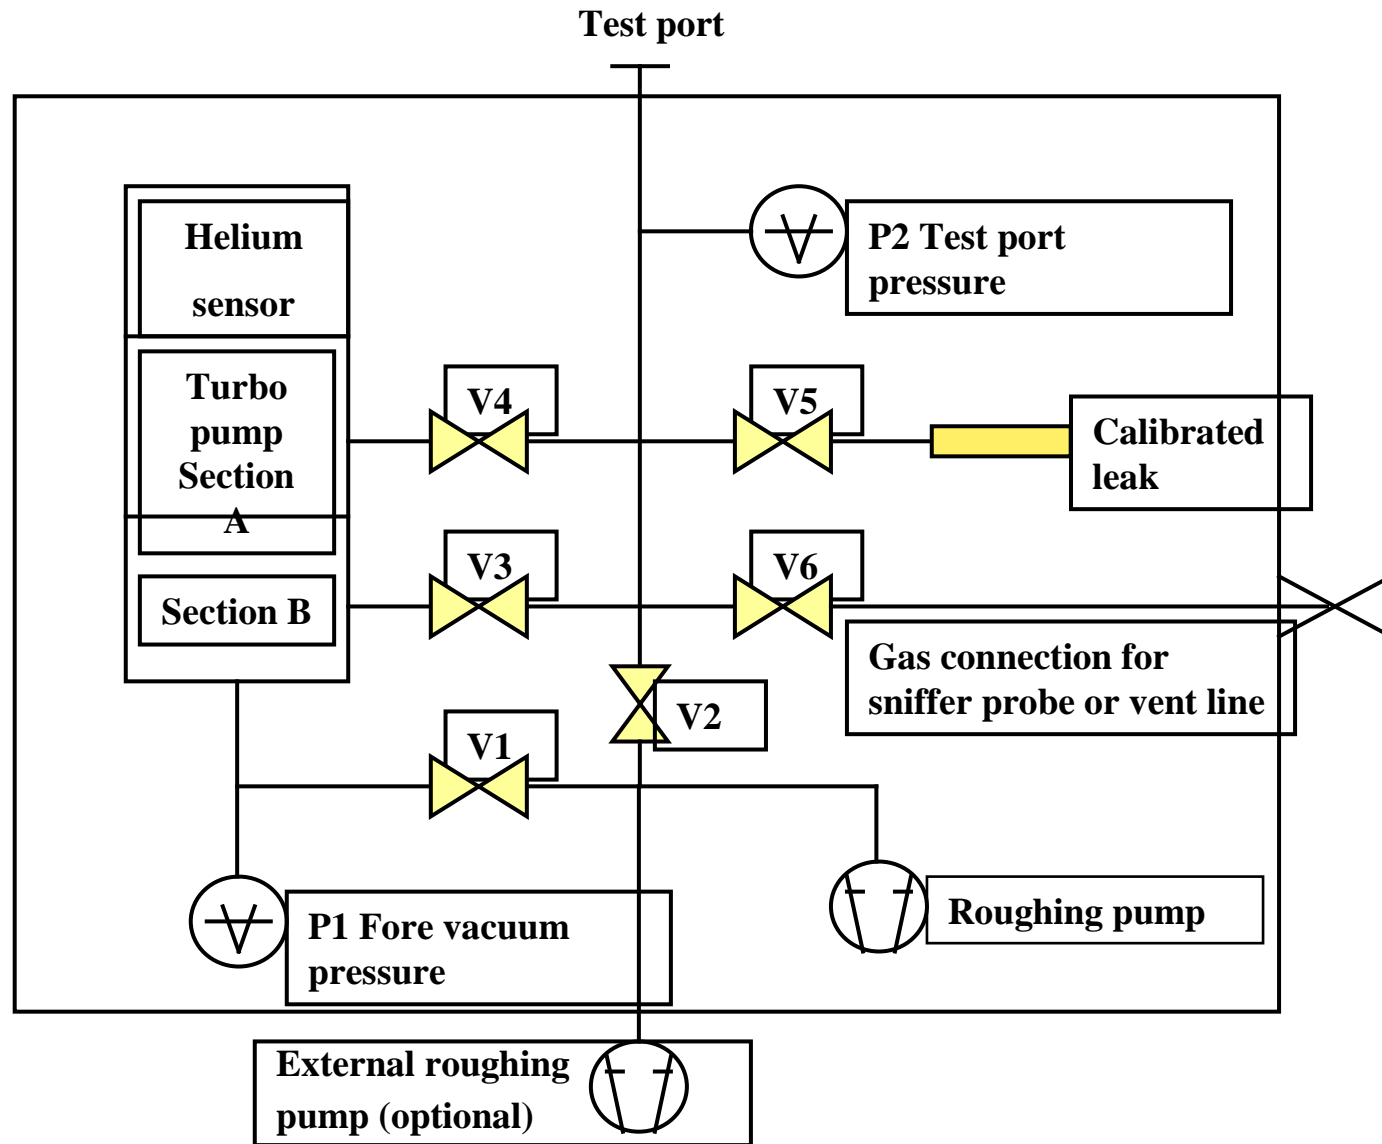 Test port
Helium
sensor
P2 Test port
pressure
Turbo
pump
Section
A
V4
V5
Calibrated
leak
V3
V6
Section B
Gas connection for
sniffer probe or vent line
V2
V1
P1 Fore vacuum
pressure
Roughing pump
External roughing
pump (optional)